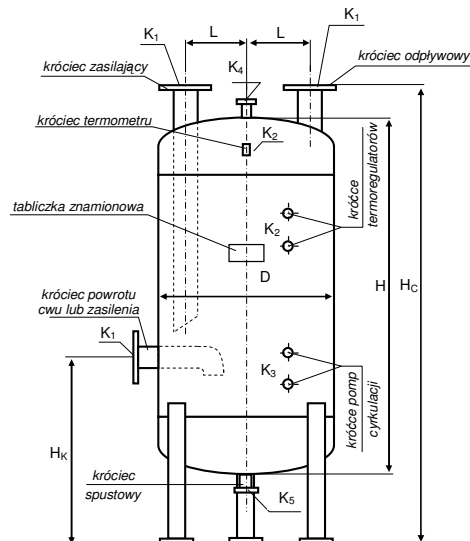 L
L
K1
K1
K4
króciec zasilający
króciec odpływowy
króciec termometru
K2
króćce
termoregulatorów
tabliczka znamionowa
K2
D
H
HC
króciec powrotu
cwu lub zasilenia
K1
K3
króćce pomp
cyrkulacji
HK
króciec
spustowy
K5